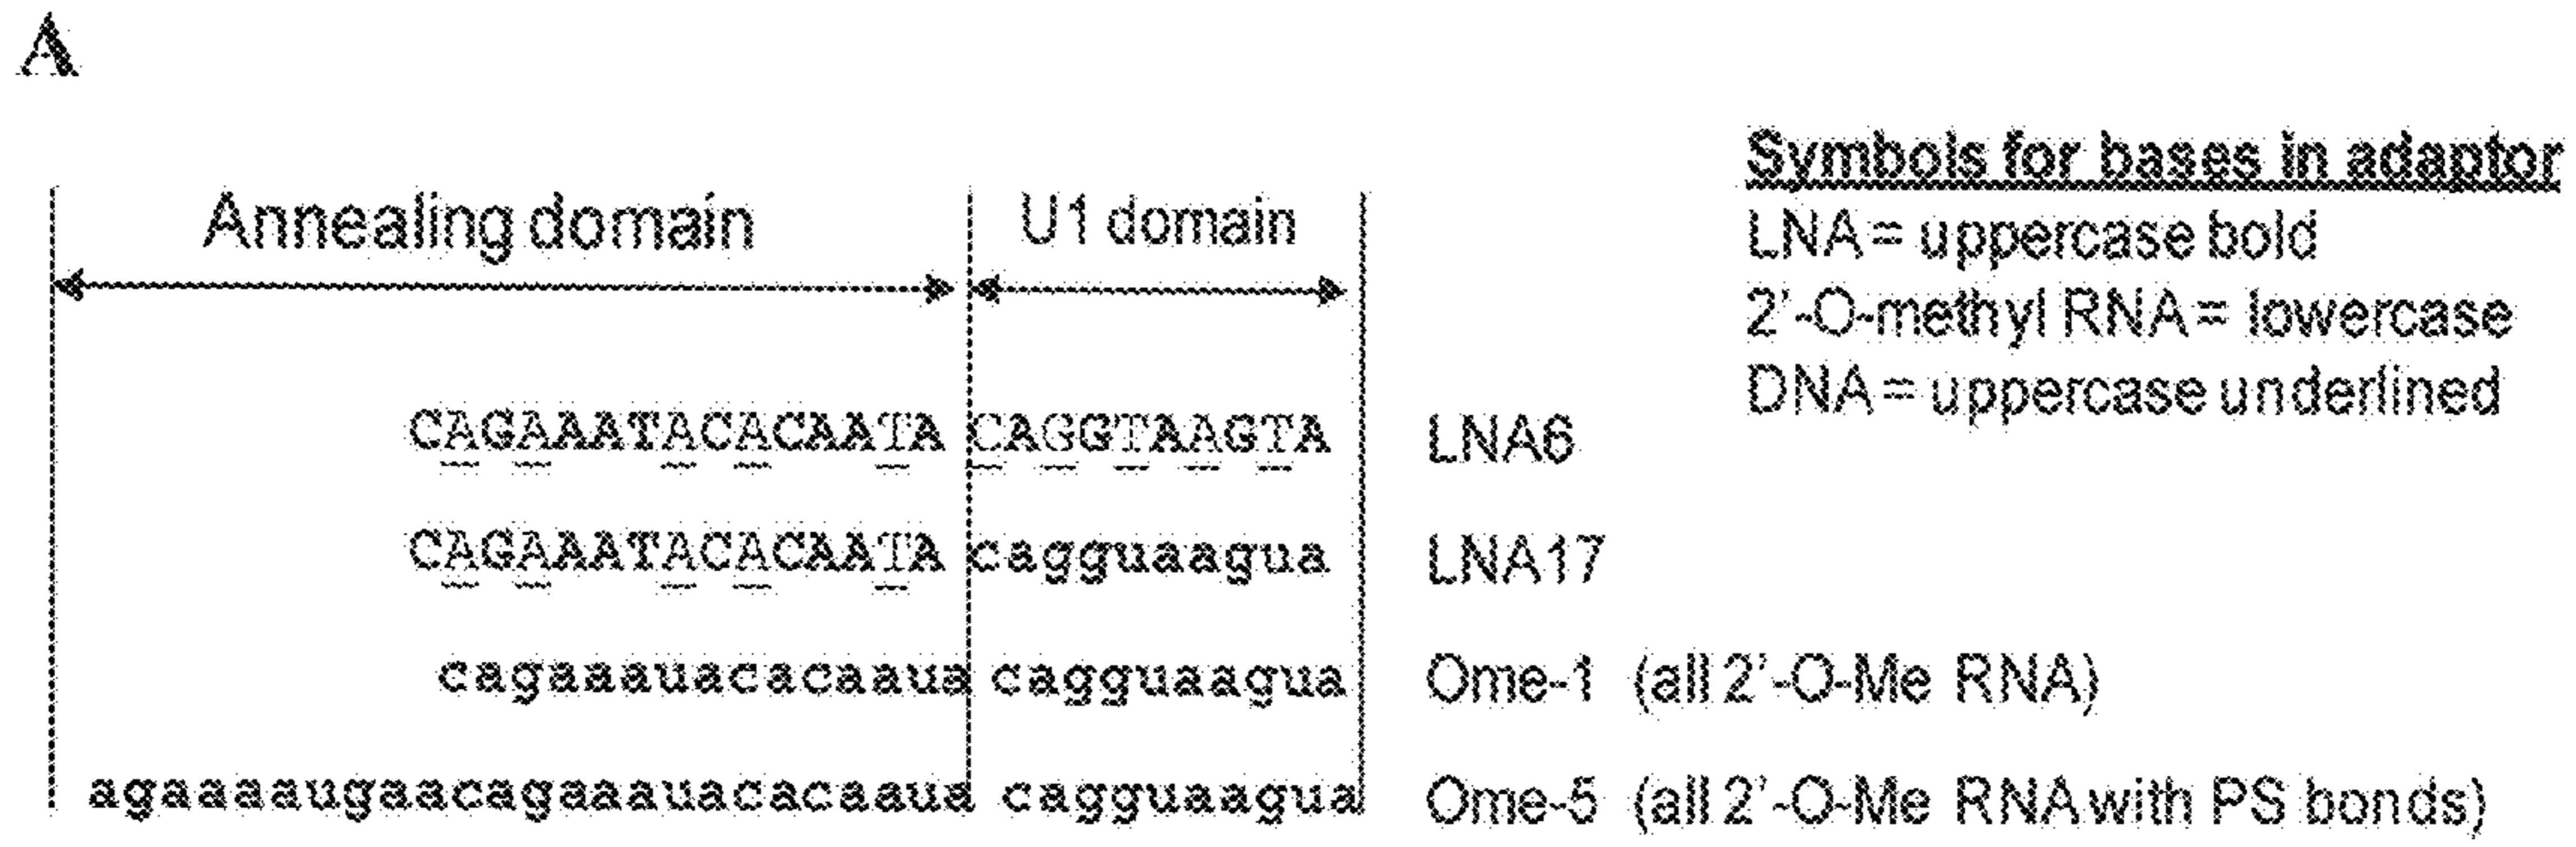 A
Symbols for bases in adaptor
LNA = uppercase bold
2'-O-methyl RNA = lowercase
DNA = uppercase underlined
Annealing domain U1 domain
CAGAAATACACAATA CAGGTAAGTA LNA6
CAGAAATACACAATA cagguaagua LNA17
cagaaauacacaaua cagguaagua Ome-1 (all 2'-O-Me RNA)
agaaaaugaacagaaauacacaaua cagguaagua Ome-5 (all 2'-O-Me RNA with PS bonds)